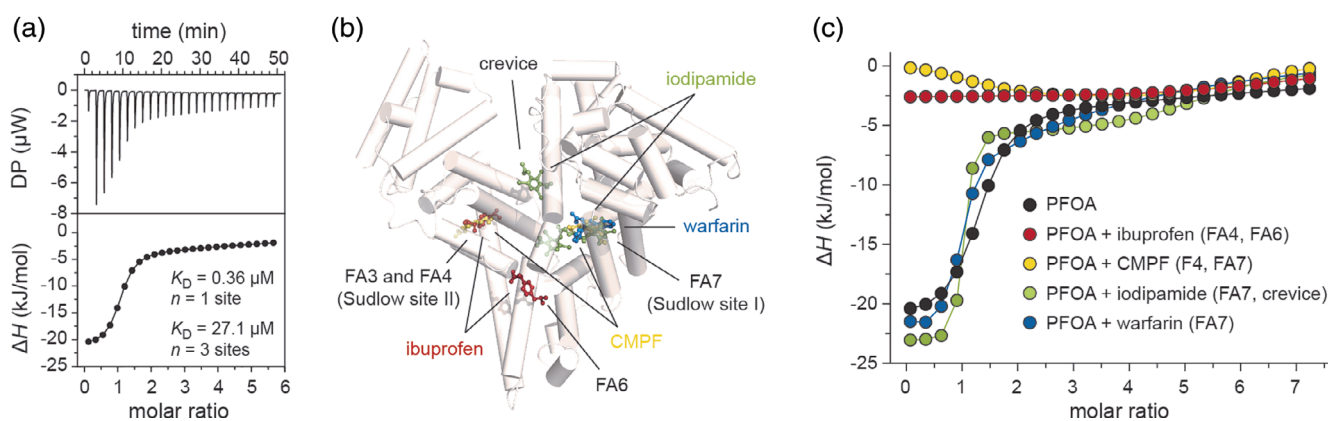 (a)
time (min)
0 10 20 30 40 50
0
-2
-4
-6
-8
DP (µW)
0
-5
-10
-15
-20
-25
ΔH (kJ/mol)
KD = 0.36 µM
n = 1 site
KD = 27.1 µM
n = 3 sites
0 1 2 3 4 5 6
molar ratio
(b)
crevice
iodipamide
warfarin
FA3 and FA4
(Sudlow site II)
FA7
(Sudlow site I)
ibuprofen
CMPF
FA6
(c)
0
-5
-10
-15
-20
-25
ΔH (kJ/mol)
PFOA
PFOA + ibuprofen (FA4, FA6)
PFOA + CMPF (F4, FA7)
PFOA + iodipamide (FA7, crevice)
PFOA + warfarin (FA7)
0 1 2 3 4 5 6 7
molar ratio